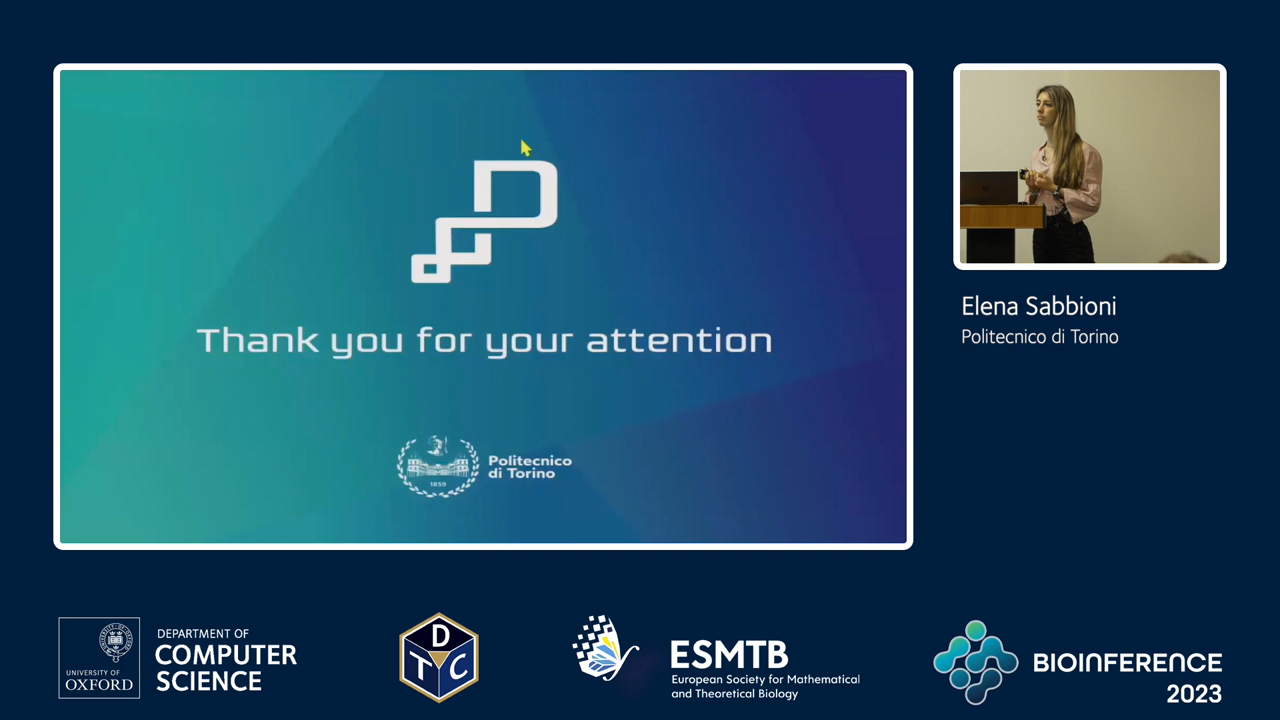 Thank you for your attention
1859
Politecnico
di Torino
Elena Sabbioni
Politecnico di Torino
UNIVERSITY OF
OXFORD
DEPARTMENT OF
COMPUTER
SCIENCE
D
T C
ESMTB
European Society for Mathematical
and Theoretical Biology
BIOINFERENCE
2023